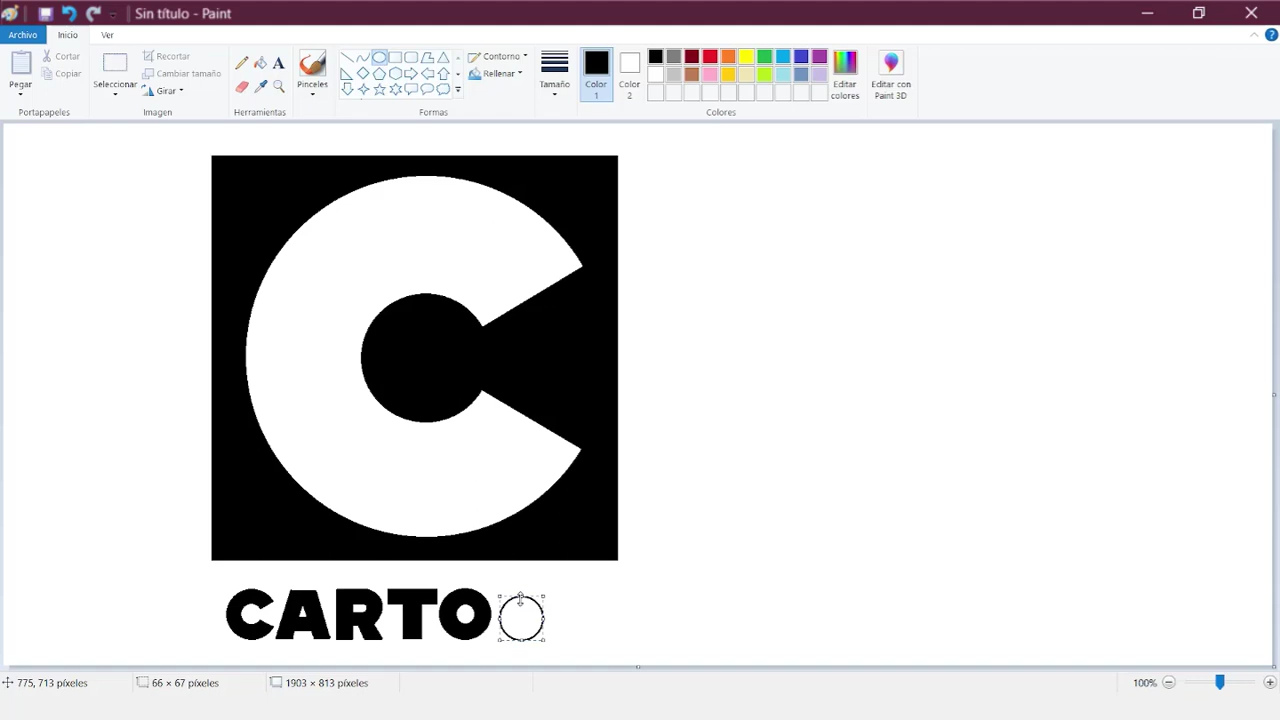 Sin título - Paint
Archivo Inicio Ver
Pegar
Cortar
Copiar
Portapapeles
Seleccionar
Recortar
Cambiar tamaño
Girar
Imagen
Herramientas
Pinceles
Contorno
Rellenar
Formas
Tamaño
Color
1
Color
2
Editar
colores
Colores
Editar con
Paint 3D
C
CARTO
775, 713 píxeles 66 × 67 píxeles 1903 × 813 píxeles 100%